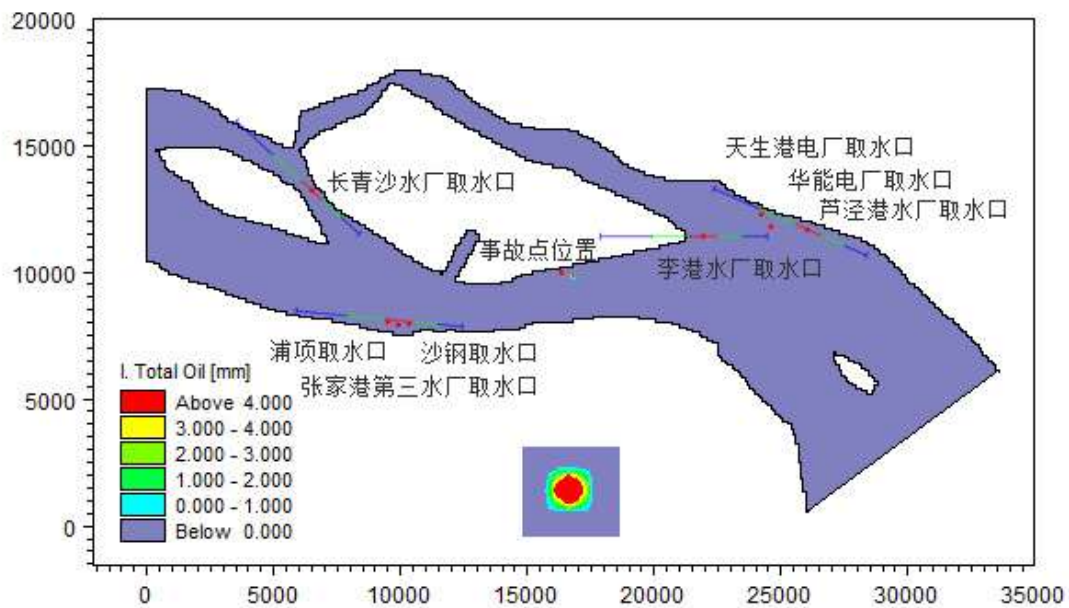 20000
15000
10000
5000
0
天生港电厂取水口
华能电厂取水口
芦泾港水厂取水口
长青沙水厂取水口
事故点位置
李港水厂取水口
浦项取水口
沙钢取水口
张家港第三水厂取水口
I. Total Oil [mm]
Above 4.000
3.000 - 4.000
2.000 - 3.000
1.000 - 2.000
0.000 - 1.000
Below 0.000
0 5000 10000 15000 20000 25000 30000 35000